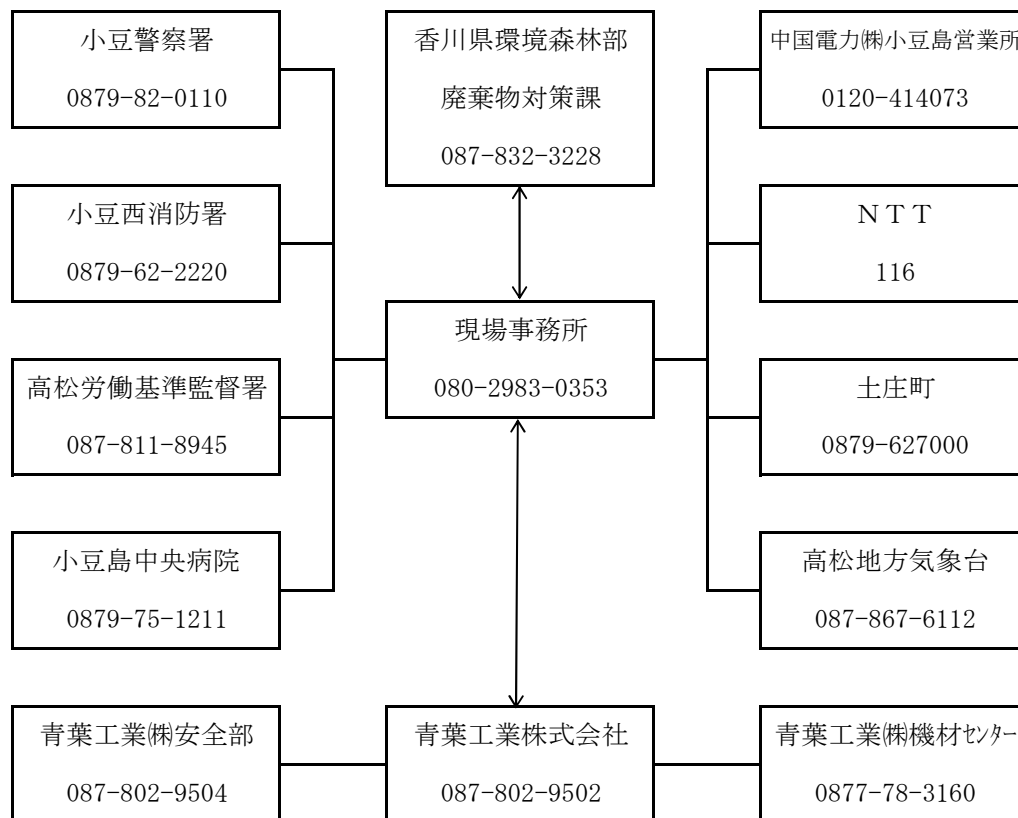 小豆警察署
0879-82-0110
香川県環境森林部
廃棄物対策課
087-832-3228
中国電力㈱小豆島営業所
0120-414073
小豆西消防署
0879-62-2220
ＮＴＴ
116
現場事務所
080-2983-0353
高松労働基準監督署
087-811-8945
土庄町
0879-627000
小豆島中央病院
0879-75-1211
高松地方気象台
087-867-6112
青葉工業㈱安全部
087-802-9504
青葉工業株式会社
087-802-9502
青葉工業㈱機材ｾﾝﾀｰ
0877-78-3160